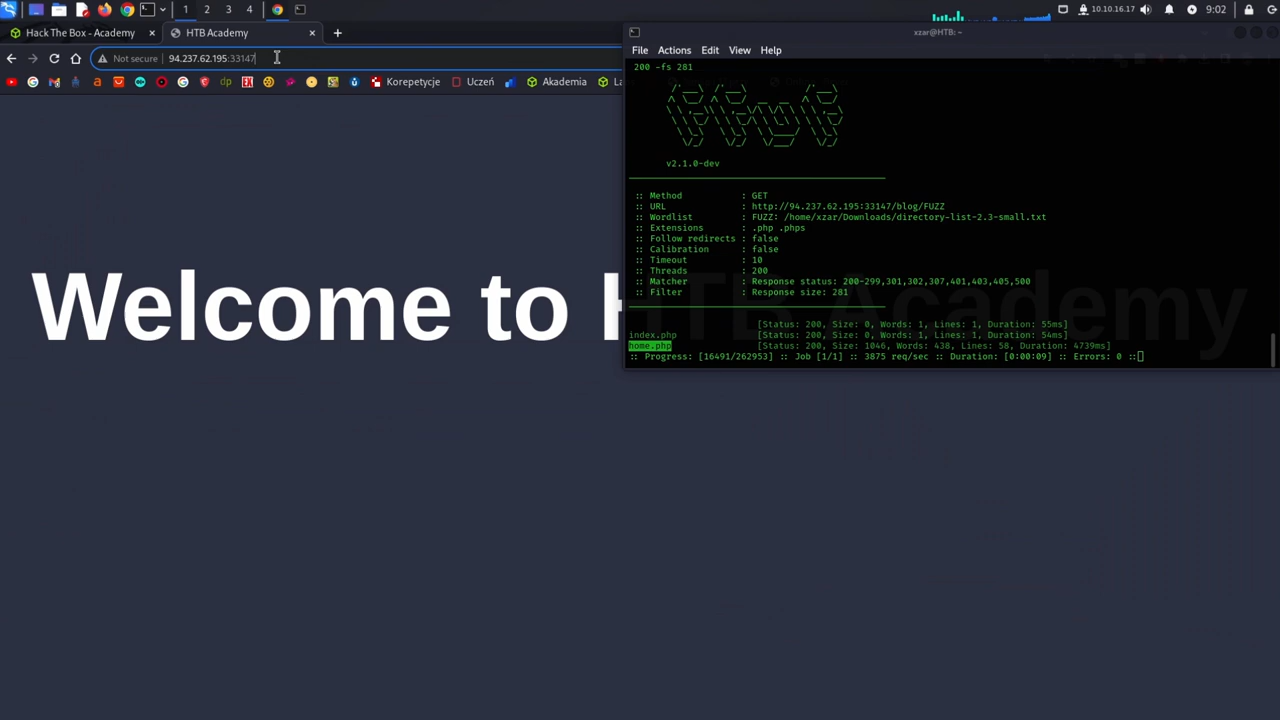 10.10.16.17
9:02
1 2 3 4
Hack The Box - Academy
HTB Academy
Not secure
94.237.62.195:33147
Korepetycje
Uczeń
Akademia
Welcome to HTB Academy
xzar@HTB: ~
File Actions Edit View Help
200 -fs 281
v2.1.0-dev
:: Method : GET
:: URL : http://94.237.62.195:33147/blog/FUZZ
:: Wordlist : FUZZ: /home/xzar/Downloads/directory-list-2.3-small.txt
:: Extensions : .php .phps
:: Follow redirects : false
:: Calibration : false
:: Timeout : 10
:: Threads : 200
:: Matcher : Response status: 200-299,301,302,307,401,403,405,500
:: Filter : Response size: 281
[Status: 200, Size: 0, Words: 1, Lines: 1, Duration: 55ms]
index.php [Status: 200, Size: 0, Words: 1, Lines: 1, Duration: 54ms]
home.php [Status: 200, Size: 1046, Words: 438, Lines: 58, Duration: 4739ms]
:: Progress: [16491/262953] :: Job [1/1] :: 3875 req/sec :: Duration: [0:00:09] :: Errors: 0 ::